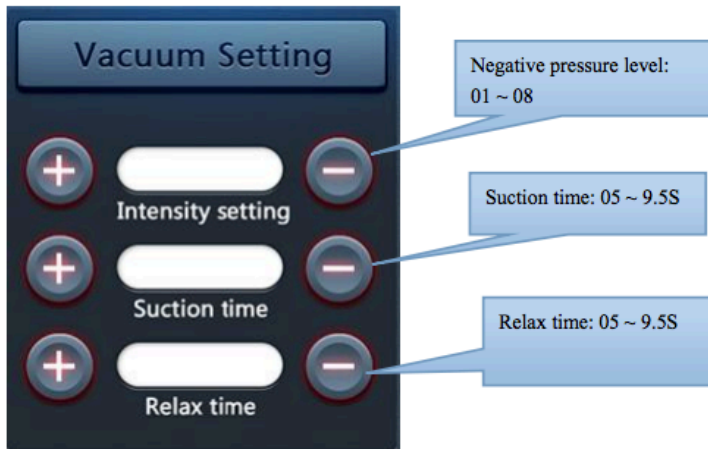 Vacuum Setting
Negative pressure level:
01 ~ 08
Intensity setting
Suction time: 05 ~ 9.5S
Suction time
Relax time: 05 ~ 9.5S
Relax time